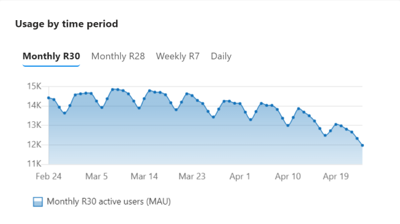 Usage by time period
Monthly R30 Monthly R28 Weekly R7 Daily
15K
14K
13K
12K
11K
Feb 24 Mar 5 Mar 14 Mar 23 Apr 1 Apr 10 Apr 19
Monthly R30 active users (MAU)